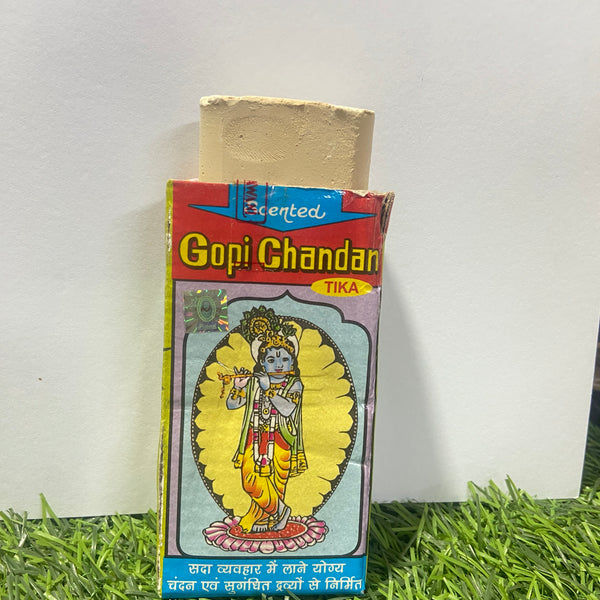 Scented
Gopi Chandan
TIKA
सदा व्यवहार में लाने योग्य
चंदन एवं सुगंधित द्रव्यों से निर्मित